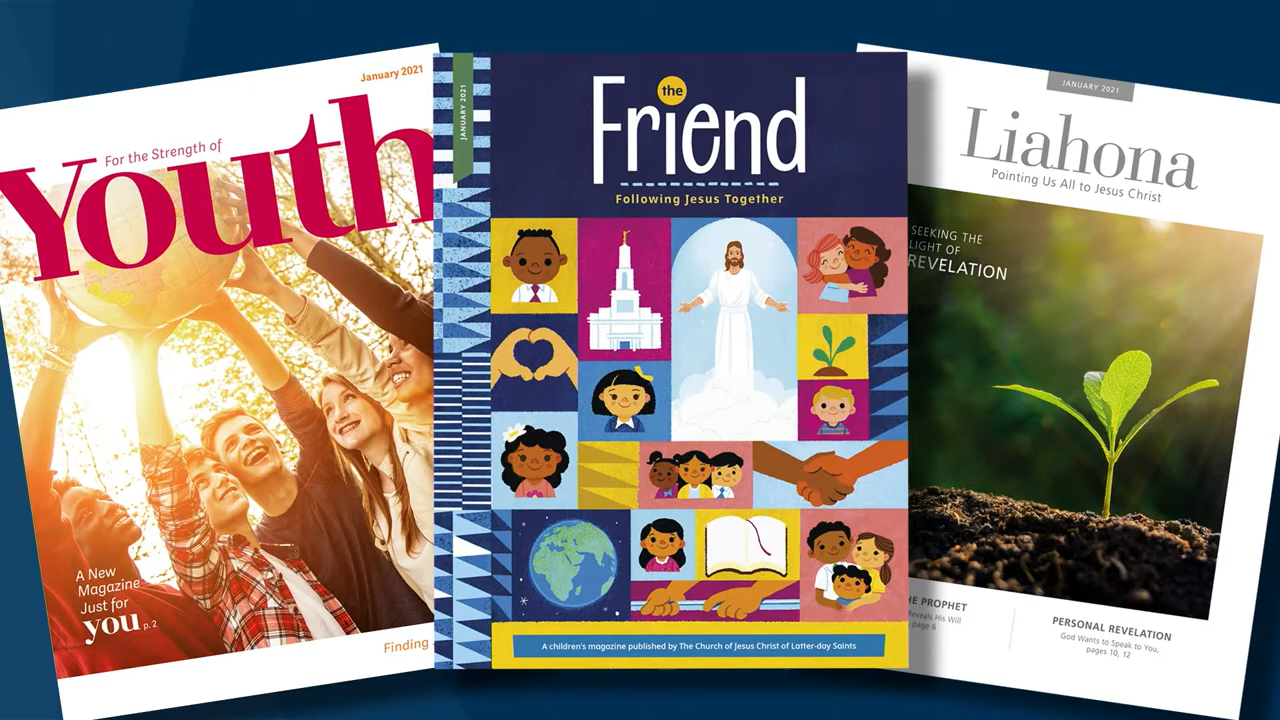 January 2021
For the Strength of
Youth
A New
Magazine
Just for
you p. 2
Finding
JANUARY 2021
the
Friend
Following Jesus Together
A children's magazine published by The Church of Jesus Christ of Latter-day Saints
JANUARY 2021
Liahona
Pointing Us All to Jesus Christ
SEEKING THE
LIGHT OF
REVELATION
PROPHET
Reveals His Will
page 6
PERSONAL REVELATION
God Wants to Speak to You,
pages 10, 12